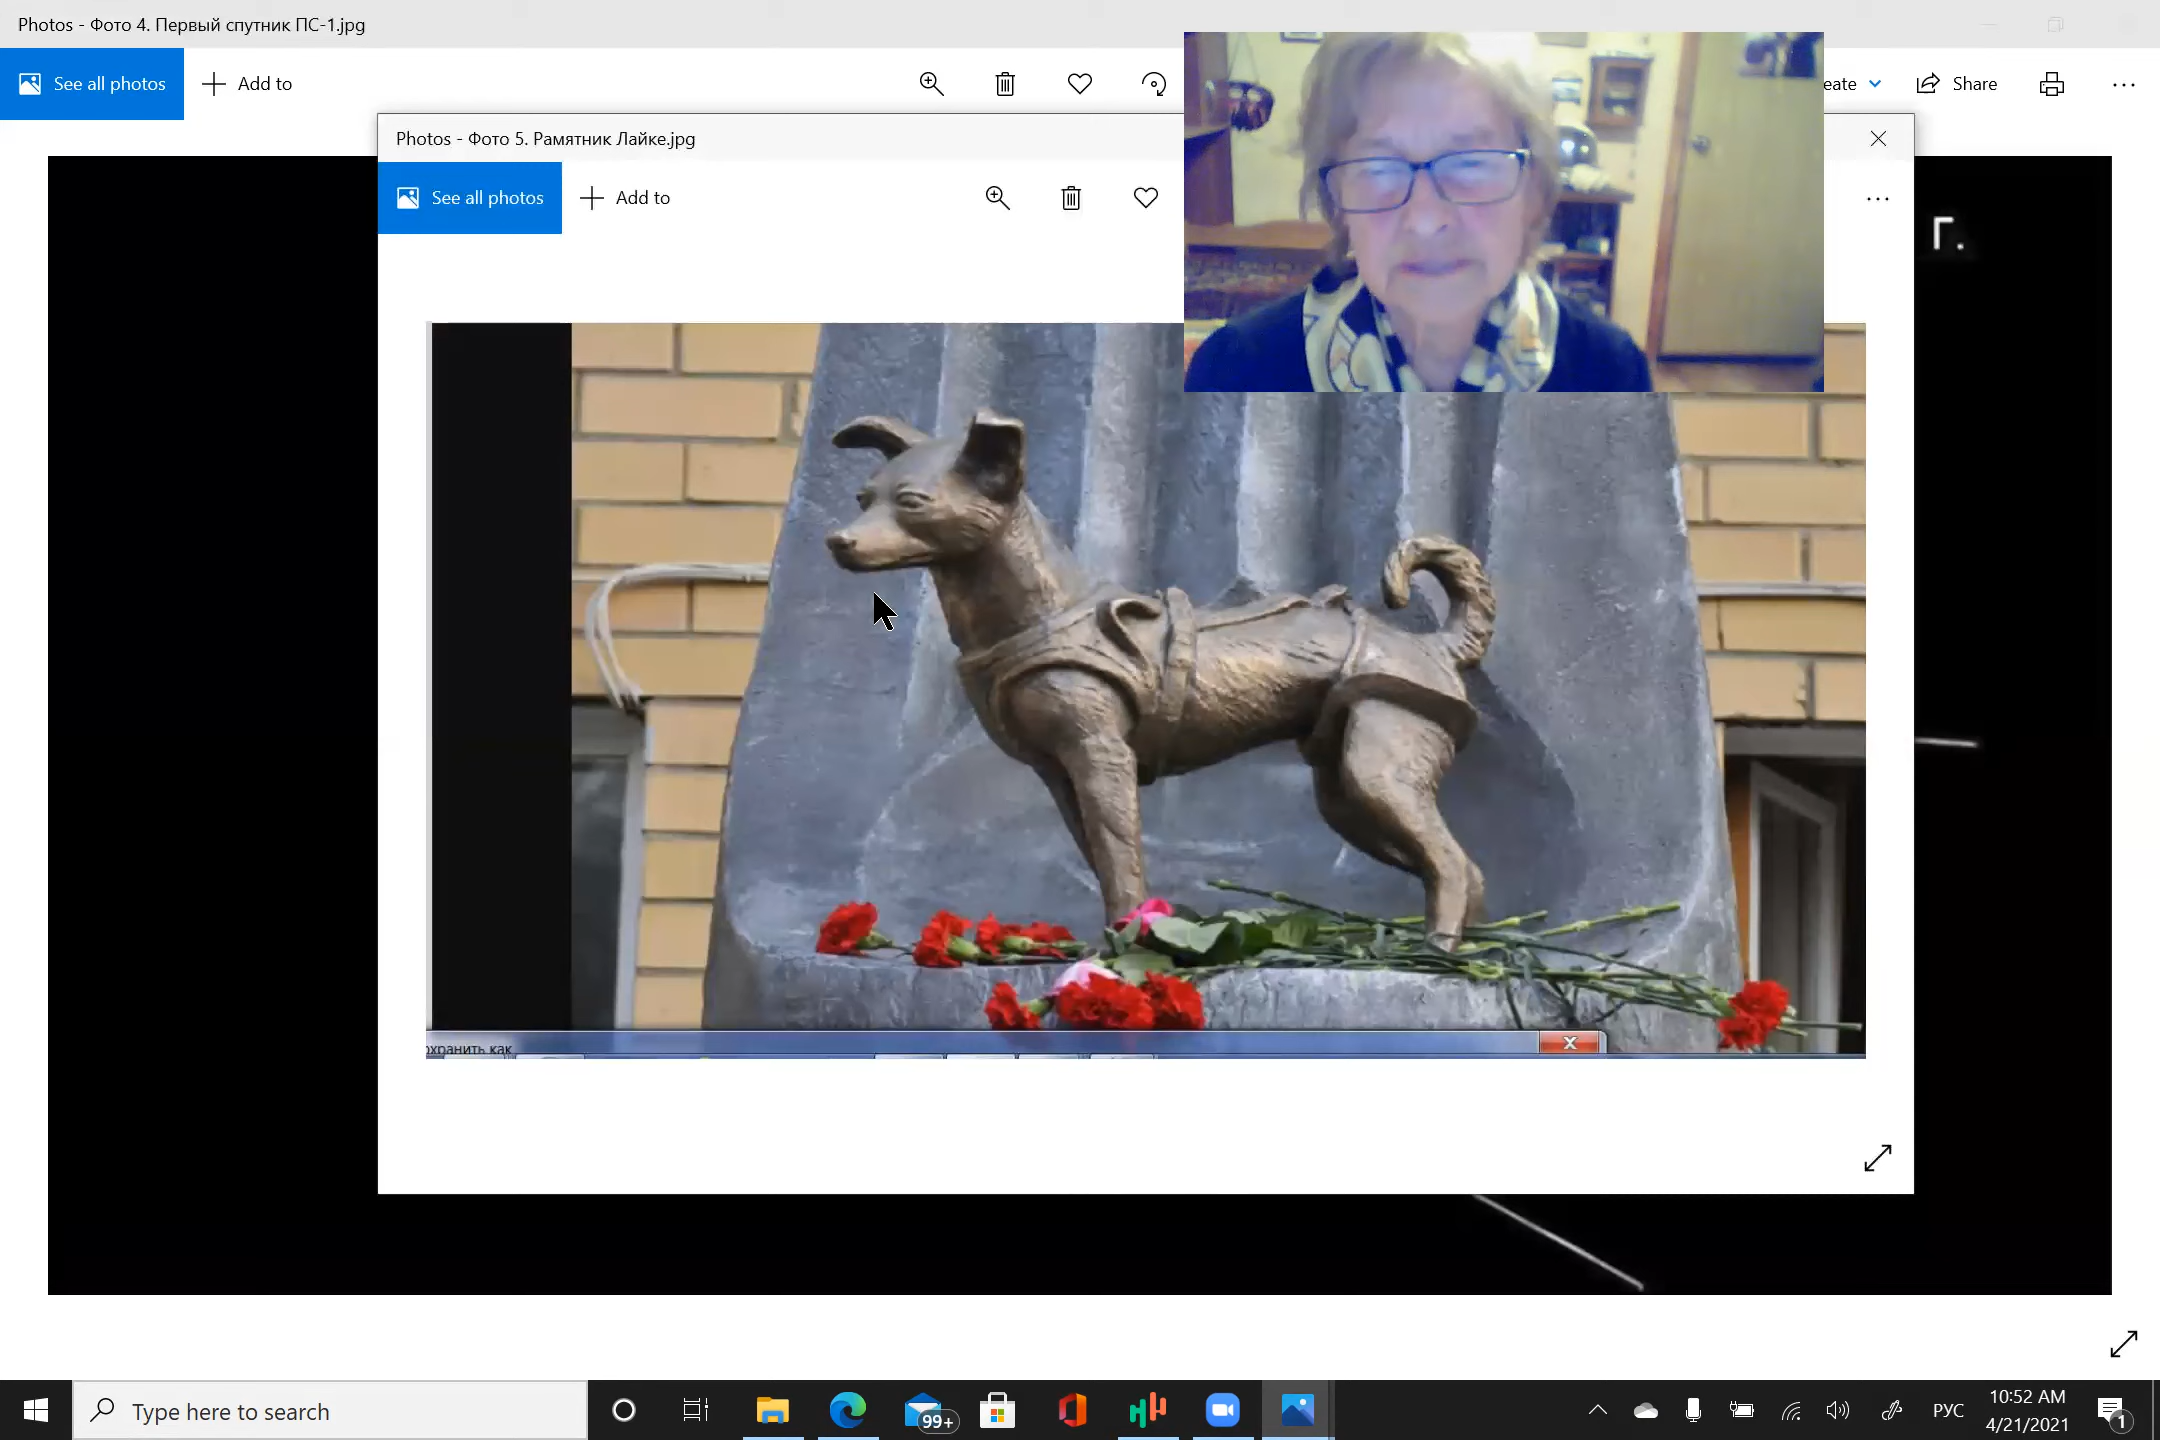 Photos - Фото 4. Первый спутник ПС-1.jpg
See all photos
Add to
eate
Share
Photos - Фото 5. Рамятник Лайке.jpg
See all photos
Add to
Г.
охранить как
x
Type here to search
99+
РУС
10:52 AM
4/21/2021
1